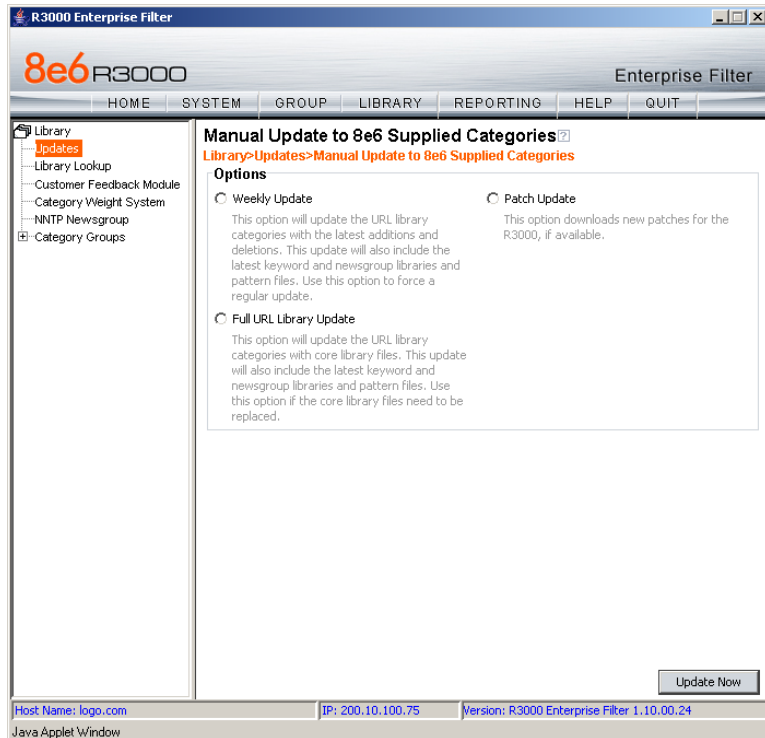 R3000 Enterprise Filter
8e6 R3000
Enterprise Filter
HOME SYSTEM GROUP LIBRARY REPORTING HELP QUIT
Library
Updates
Library Lookup
Customer Feedback Module
Category Weight System
NNTP Newsgroup
Category Groups
Manual Update to 8e6 Supplied Categories ?
Library>Updates>Manual Update to 8e6 Supplied Categories
Options
Weekly Update
This option will update the URL library
categories with the latest additions and
deletions. This update will also include the
latest keyword and newsgroup libraries and
pattern files. Use this option to force a
regular update.
Patch Update
This option downloads new patches for the
R3000, if available.
Full URL Library Update
This option will update the URL library
categories with core library files. This update
will also include the latest keyword and
newsgroup libraries and pattern files. Use
this option if the core library files need to be
replaced.
Update Now
Host Name: logo.com
IP: 200.10.100.75
Version: R3000 Enterprise Filter 1.10.00.24
Java Applet Window